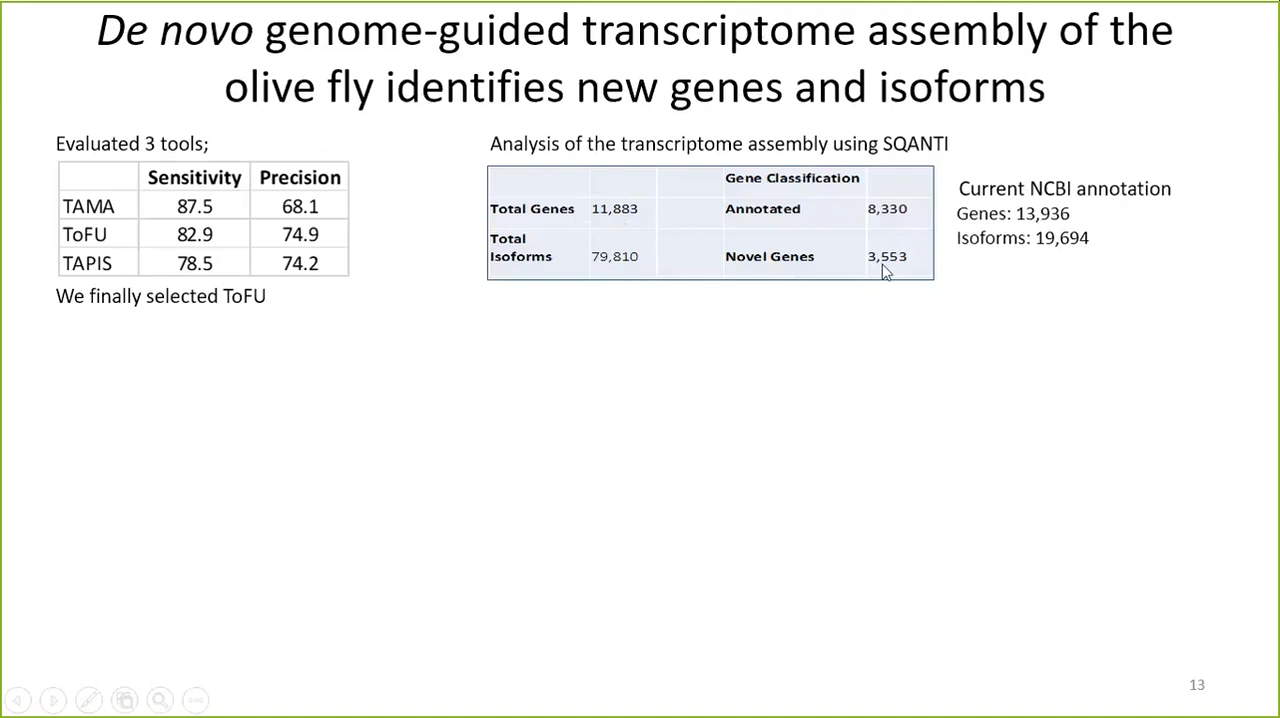 De novo genome-guided transcriptome assembly of the
olive fly identifies new genes and isoforms
Evaluated 3 tools;
Sensitivity Precision
TAMA 87.5 68.1
ToFU 82.9 74.9
TAPIS 78.5 74.2
We finally selected ToFU
Analysis of the transcriptome assembly using SQANTI
Gene Classification
Total Genes 11,883 Annotated 8,330
Total
Isoforms 79,810 Novel Genes 3,553
Current NCBI annotation
Genes: 13,936
Isoforms: 19,694
13